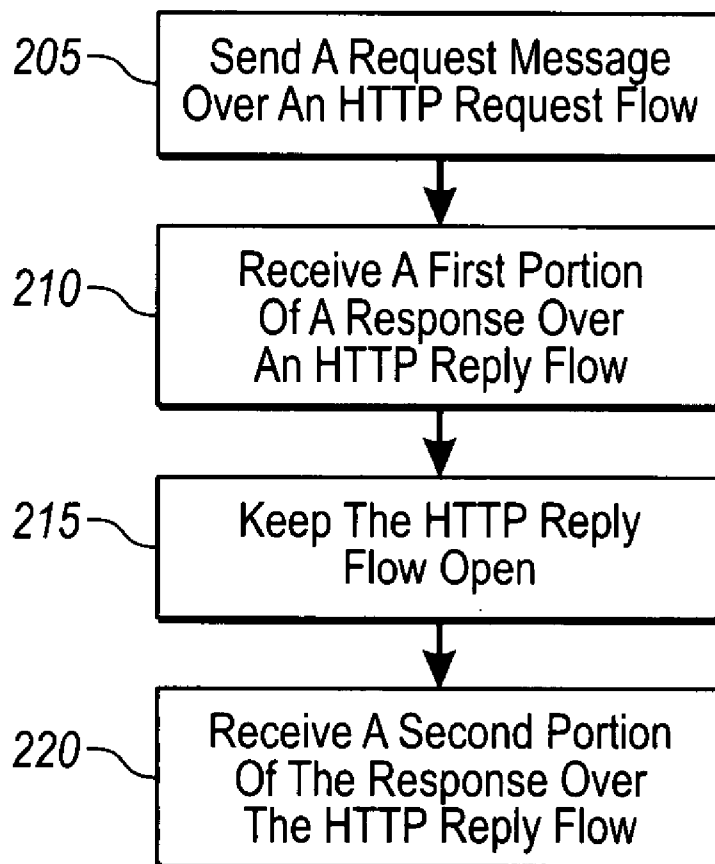 205
Send A Request Message
Over An HTTP Request Flow
210
Receive A First Portion
Of A Response Over
An HTTP Reply Flow
215
Keep The HTTP Reply
Flow Open
220
Receive A Second Portion
Of The Response Over
The HTTP Reply Flow